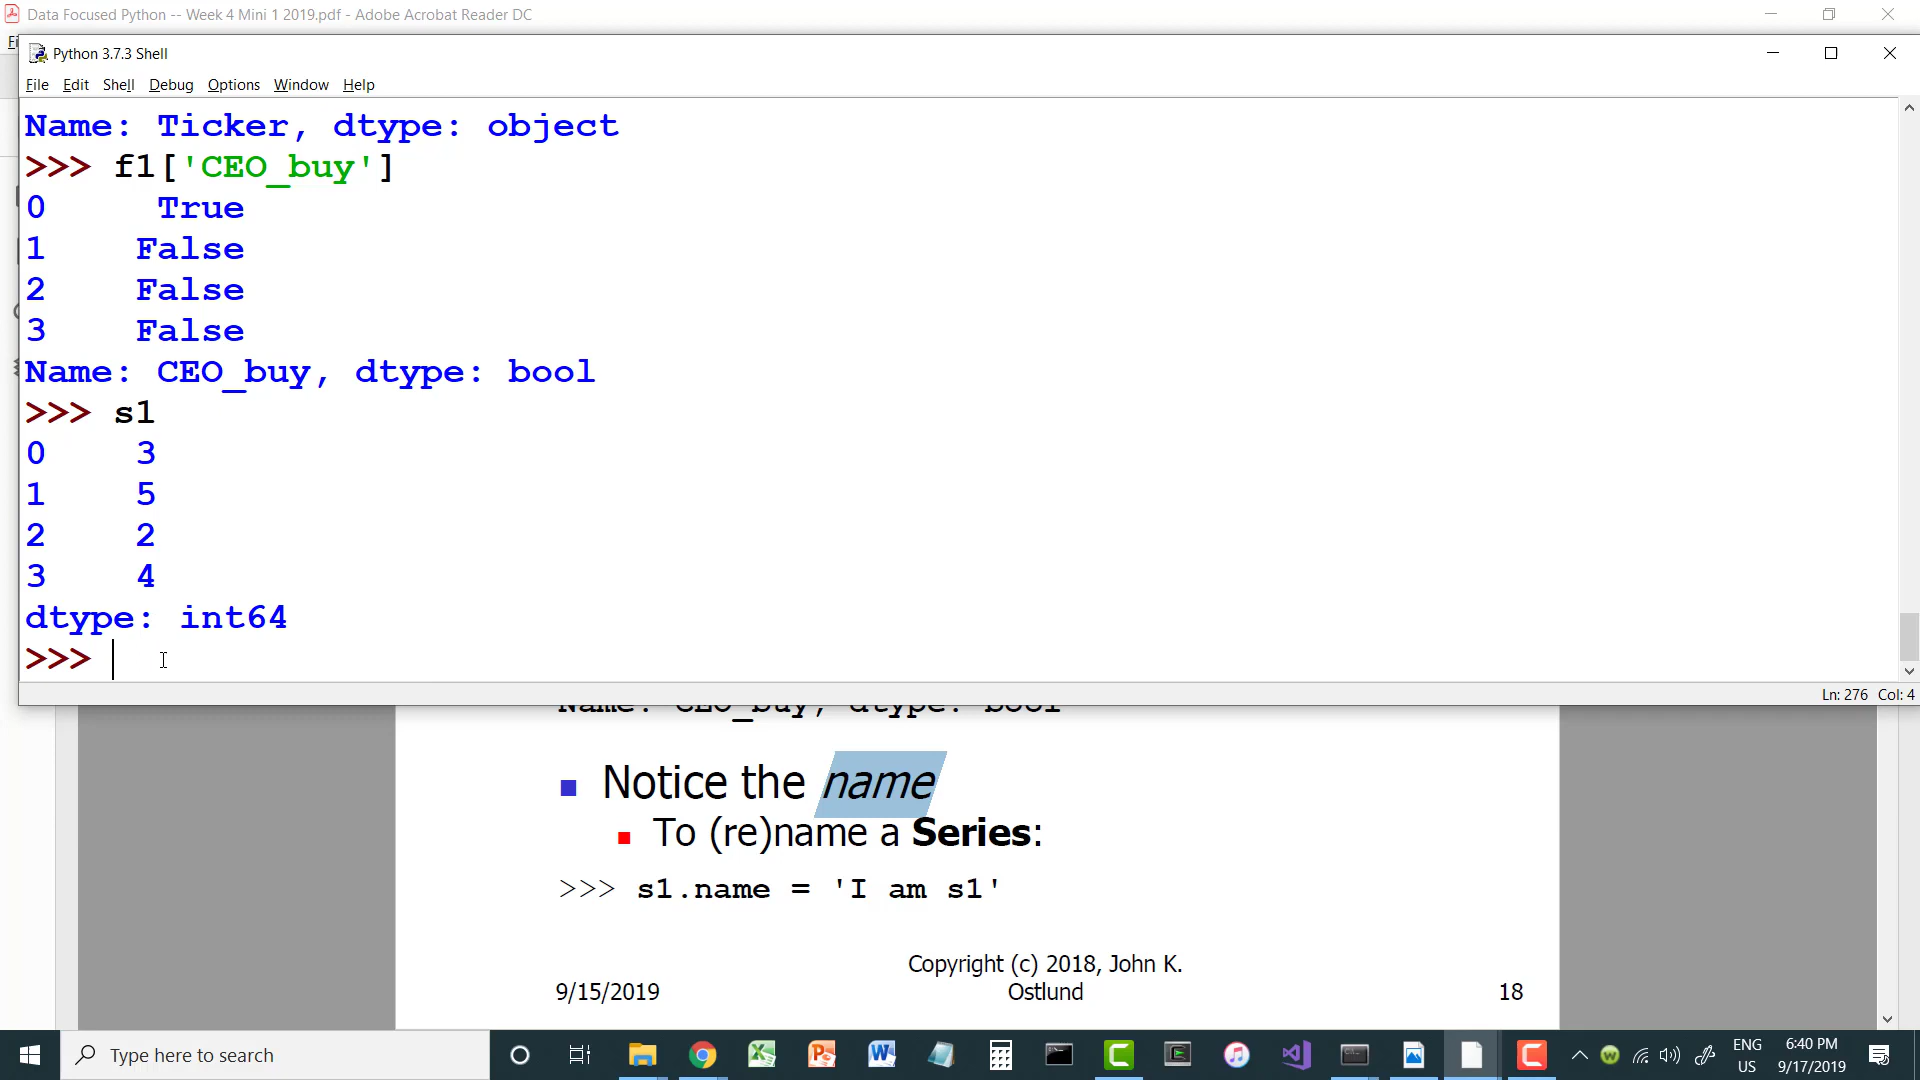 Data Focused Python -- Week 4 Mini 1 2019.pdf - Adobe Acrobat Reader DC
Python 3.7.3 Shell
File Edit Shell Debug Options Window Help
Name: Ticker, dtype: object
>>> f1['CEO_buy']
0     True
1    False
2    False
3    False
Name: CEO_buy, dtype: bool
>>> s1
0    3
1    5
2    2
3    4
dtype: int64
>>>
Ln: 276 Col: 4
Name: CEO_buy, dtype: bool
Notice the name
To (re)name a Series:
>>> s1.name = 'I am s1'
Copyright (c) 2018, John K.
9/15/2019 Ostlund 18
Type here to search
ENG 6:40 PM
US 9/17/2019